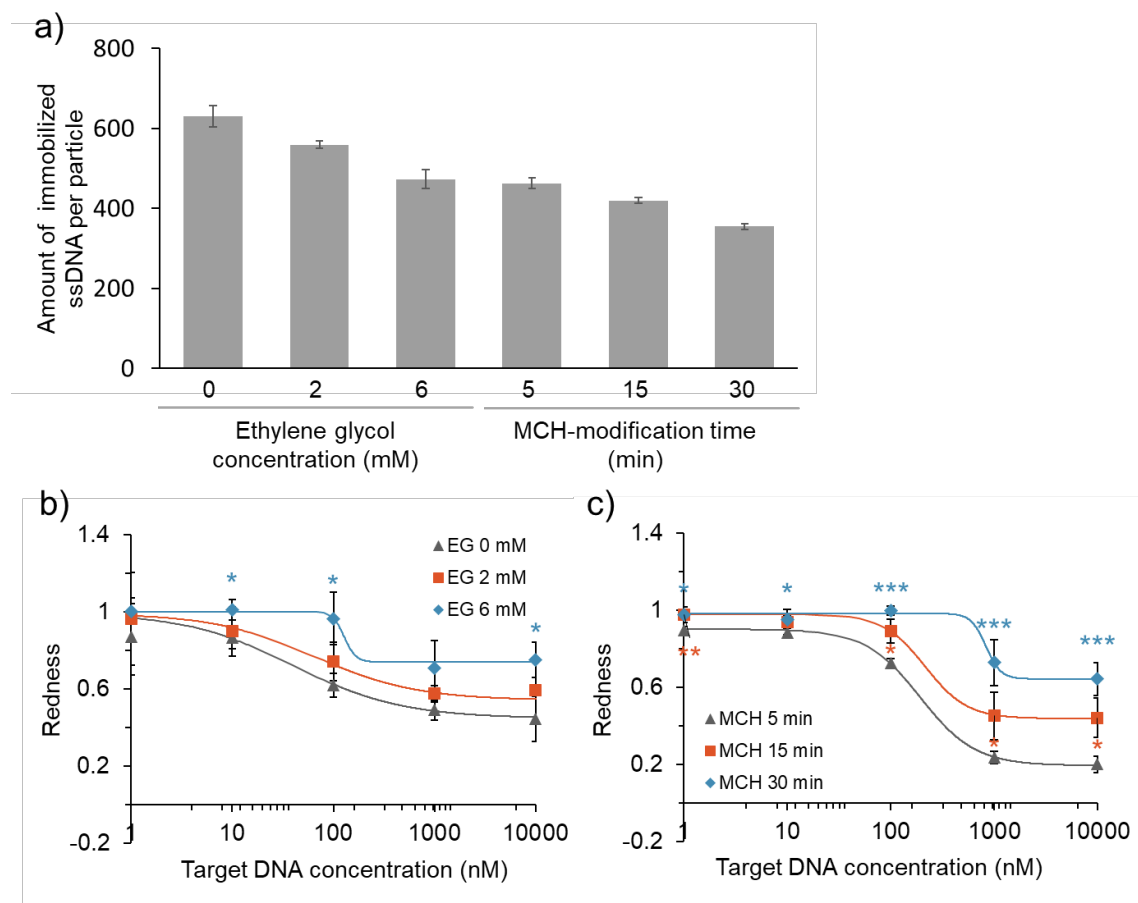 a)
800
600
400
200
0
Amount of immobilized
ssDNA per particle
0 2 6 5 15 30
Ethylene glycol
concentration (mM)
MCH-modification time
(min)
b)
1.4
1
0.6
0.2
-0.2
Redness
EG 0 mM
EG 2 mM
EG 6 mM
* * *
1 10 100 1000 10000
Target DNA concentration (nM)
c)
1.4
1
0.6
0.2
-0.2
Redness
* * *** *** ***
** * * *
MCH 5 min
MCH 15 min
MCH 30 min
1 10 100 1000 10000
Target DNA concentration (nM)